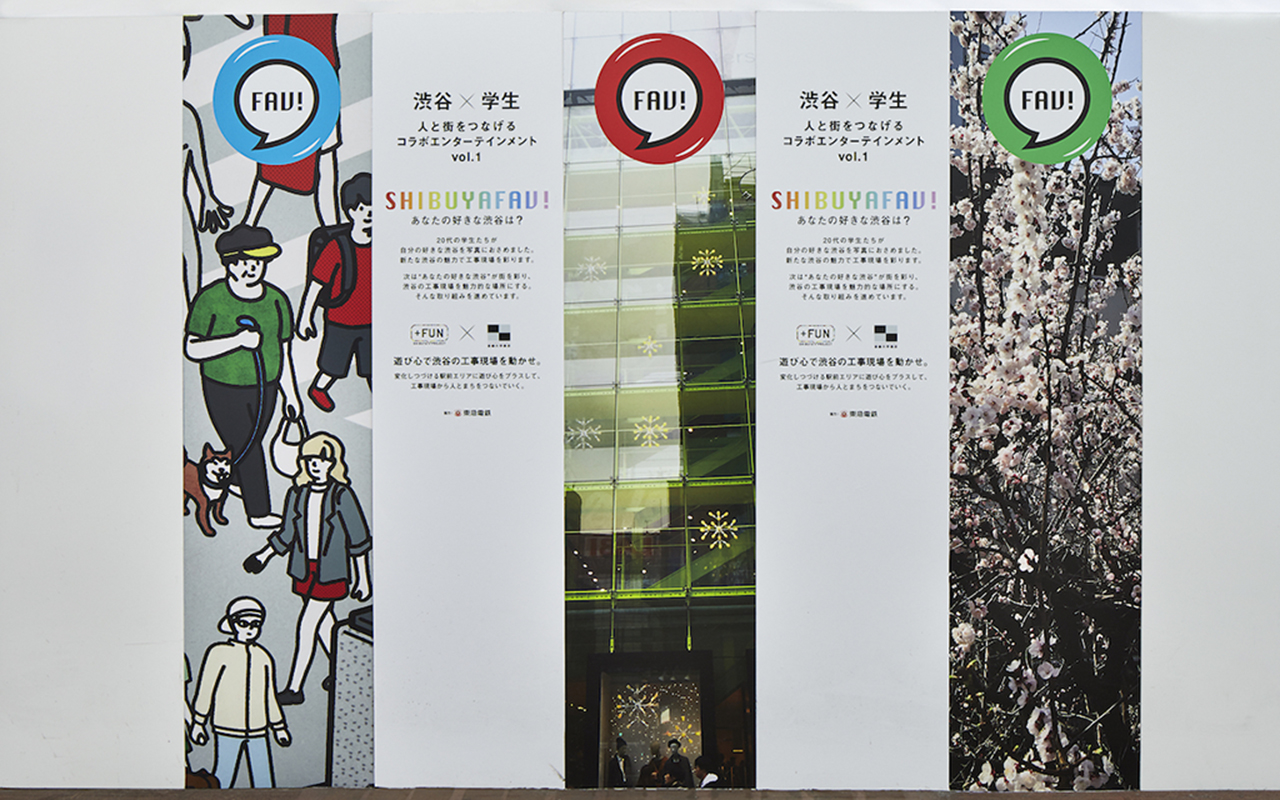 FAV!
渋谷×学生
人と街をつなげる
コラボエンターテインメント
vol.1
SHIBUYAFAV!
あなたの好きな渋谷は?
20代の学生たちが
自分の好きな渋谷を写真におさめました。
新たな渋谷の魅力で工事現場を彩ります。
次は"あなたの好きな渋谷"が街を彩り、
渋谷の工事現場を魅力的な場所にする。
そんな取り組みを進めています。
+FUN
×
遊び心で渋谷の工事現場を動かせ。
変化しつづける駅前エリアに遊び心をプラスして、
工事現場から人とまちをつないでいく。
東急電鉄
FAV!
渋谷×学生
人と街をつなげる
コラボエンターテインメント
vol.1
SHIBUYAFAV!
あなたの好きな渋谷は?
20代の学生たちが
自分の好きな渋谷を写真におさめました。
新たな渋谷の魅力で工事現場を彩ります。
次は"あなたの好きな渋谷"が街を彩り、
渋谷の工事現場を魅力的な場所にする。
そんな取り組みを進めています。
+FUN
×
遊び心で渋谷の工事現場を動かせ。
変化しつづける駅前エリアに遊び心をプラスして、
工事現場から人とまちをつないでいく。
東急電鉄
FAV!